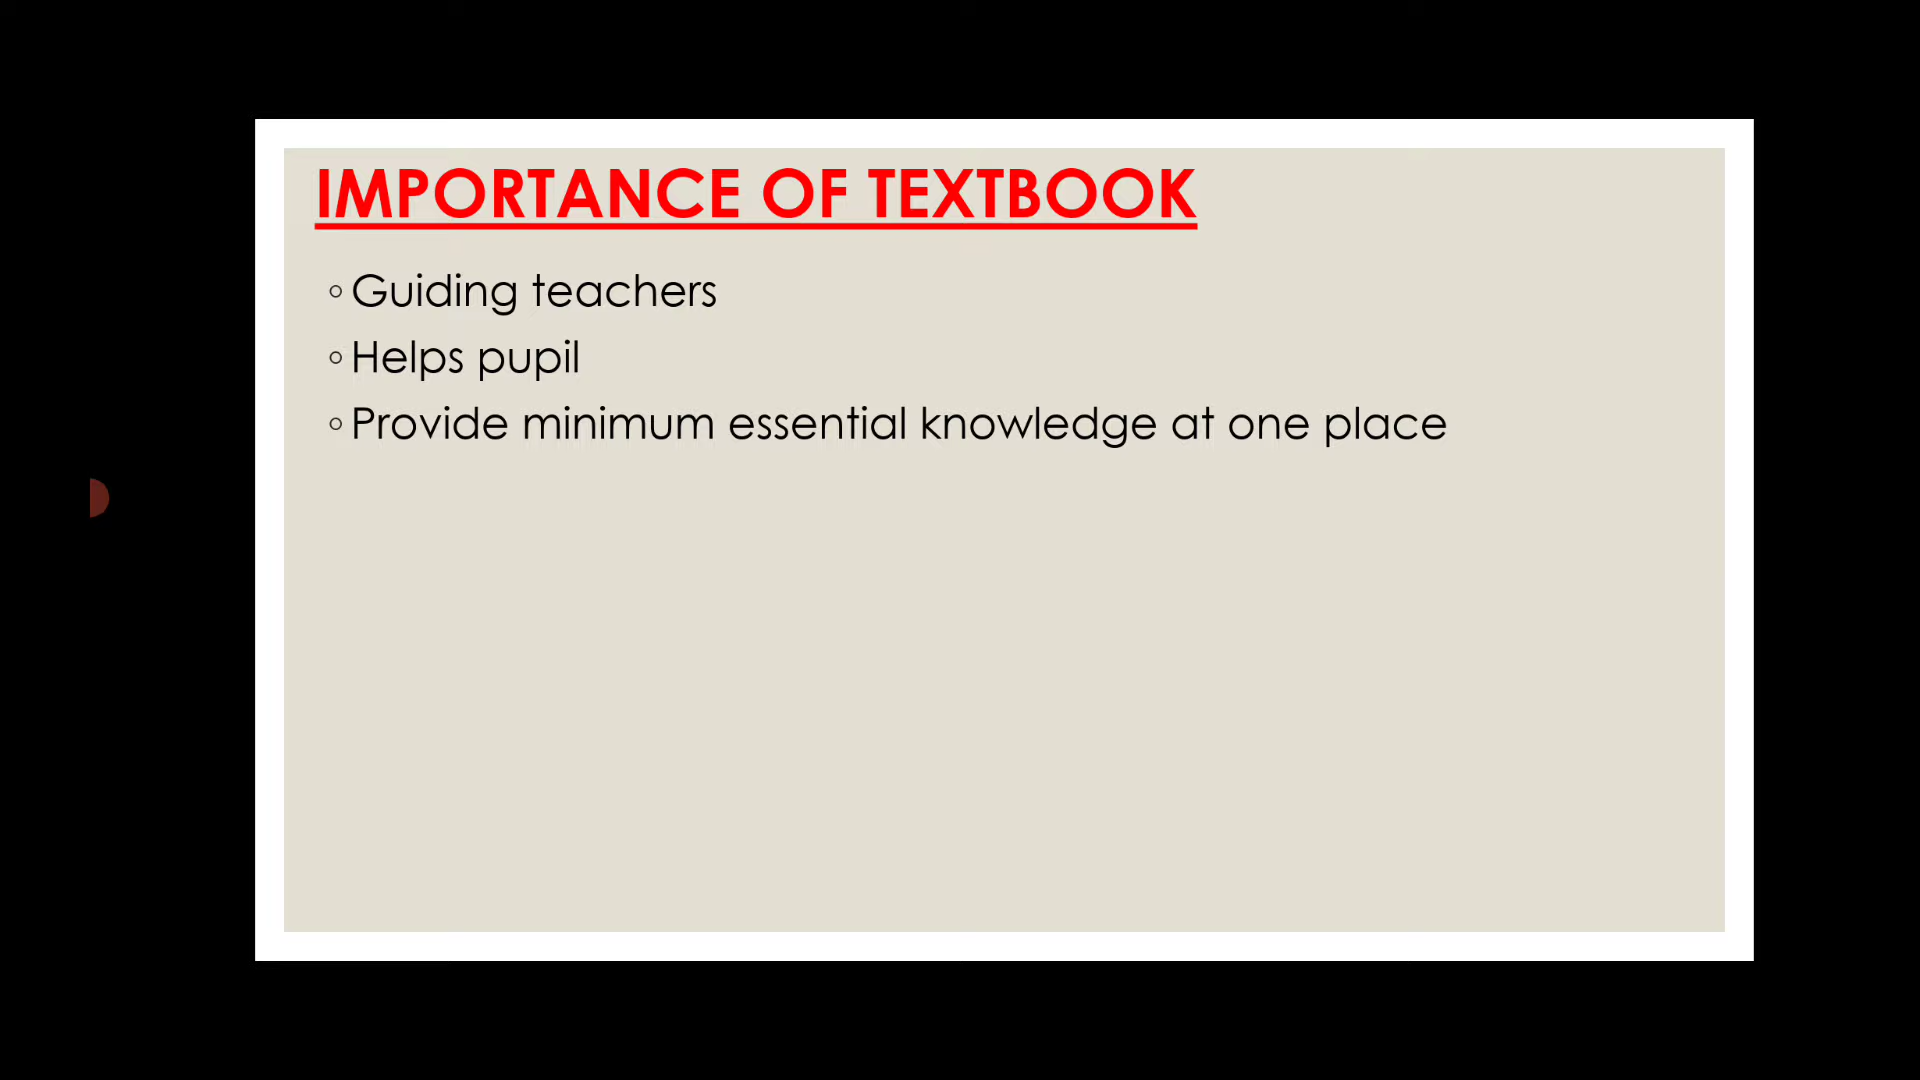 IMPORTANCE OF TEXTBOOK
◦Guiding teachers
◦Helps pupil
◦Provide minimum essential knowledge at one place